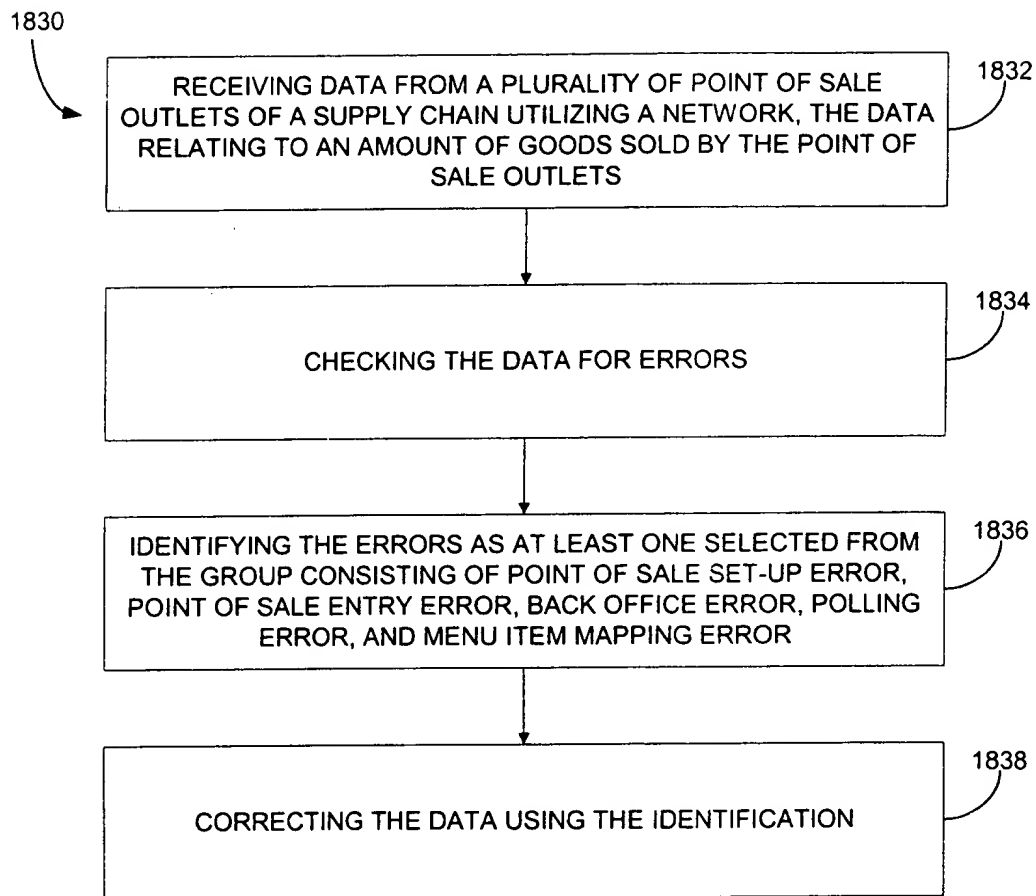 1830
RECEIVING DATA FROM A PLURALITY OF POINT OF SALE
OUTLETS OF A SUPPLY CHAIN UTILIZING A NETWORK, THE DATA
RELATING TO AN AMOUNT OF GOODS SOLD BY THE POINT OF
SALE OUTLETS
1832
CHECKING THE DATA FOR ERRORS
1834
IDENTIFYING THE ERRORS AS AT LEAST ONE SELECTED FROM
THE GROUP CONSISTING OF POINT OF SALE SET-UP ERROR,
POINT OF SALE ENTRY ERROR, BACK OFFICE ERROR, POLLING
ERROR, AND MENU ITEM MAPPING ERROR
1836
CORRECTING THE DATA USING THE IDENTIFICATION
1838